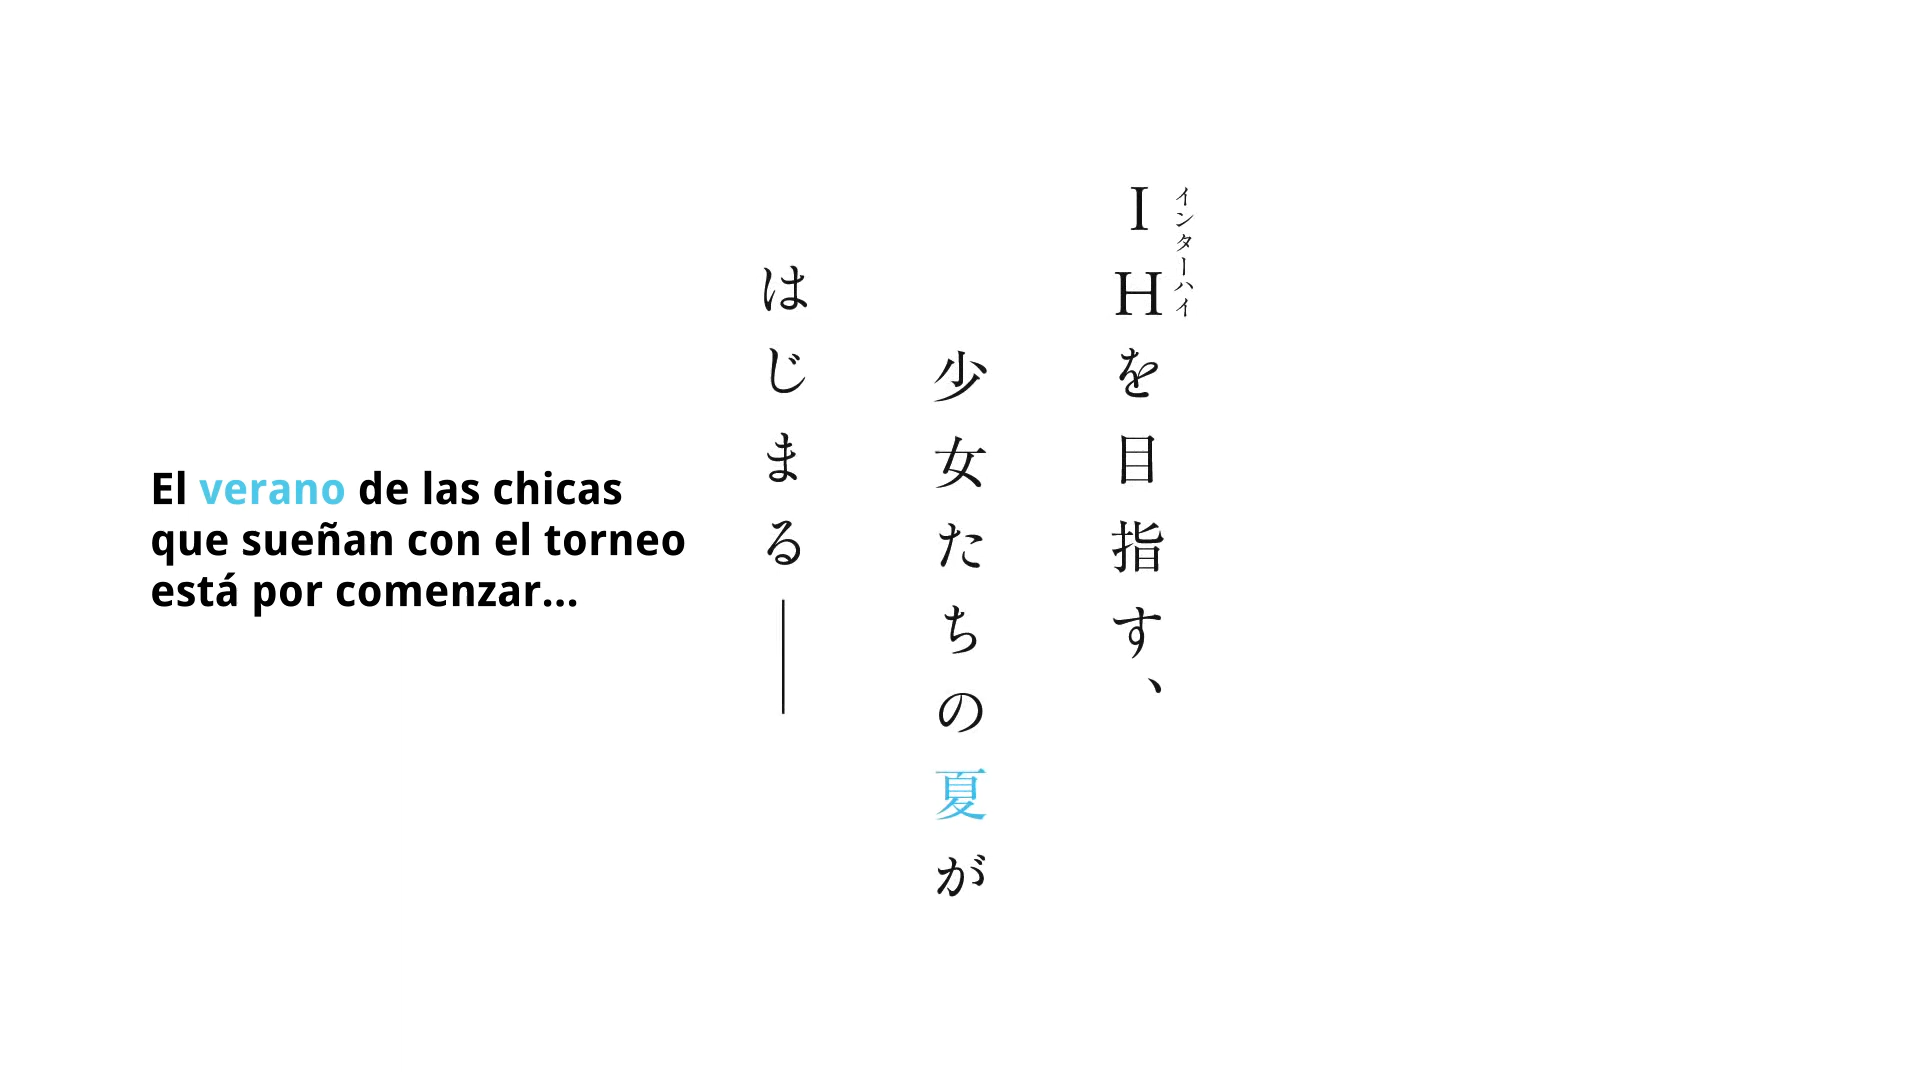 El verano de las chicas
que sueñan con el torneo
está por comenzar...
インターハイ
IHを目指す、
少女たちの夏が
はじまる——